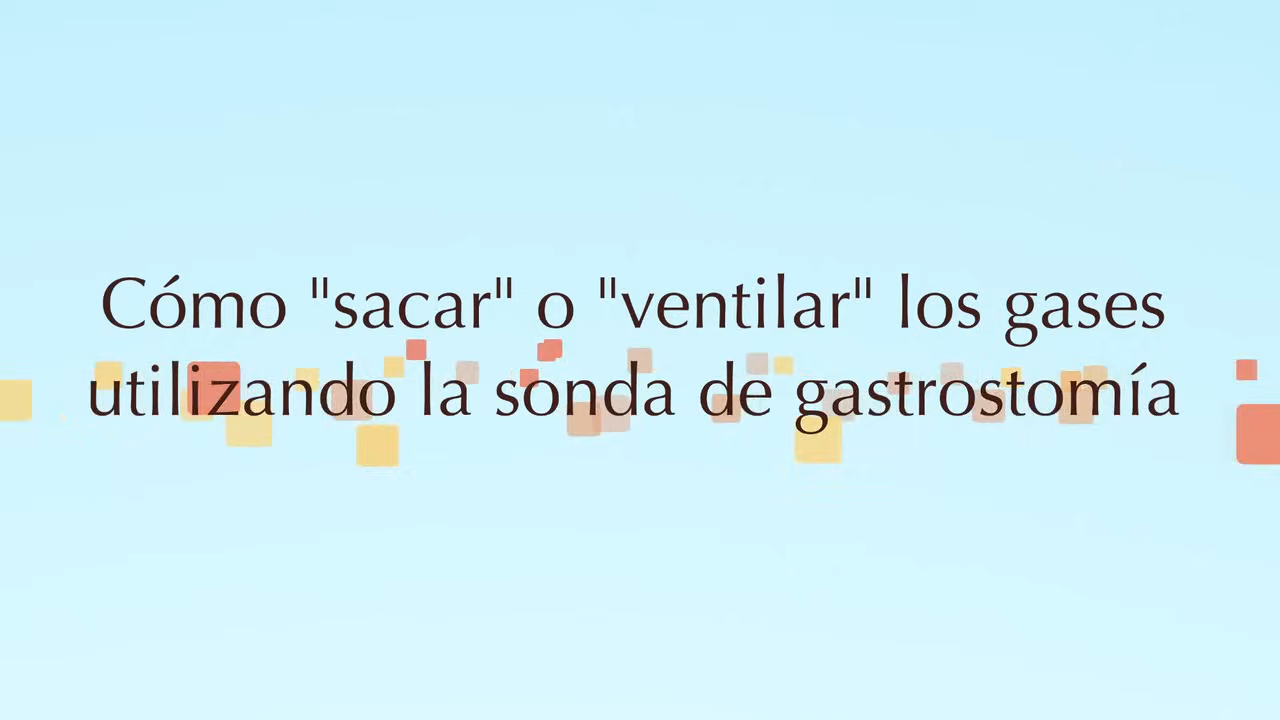 Cómo "sacar" o "ventilar" los gases
utilizando la sonda de gastrostomía